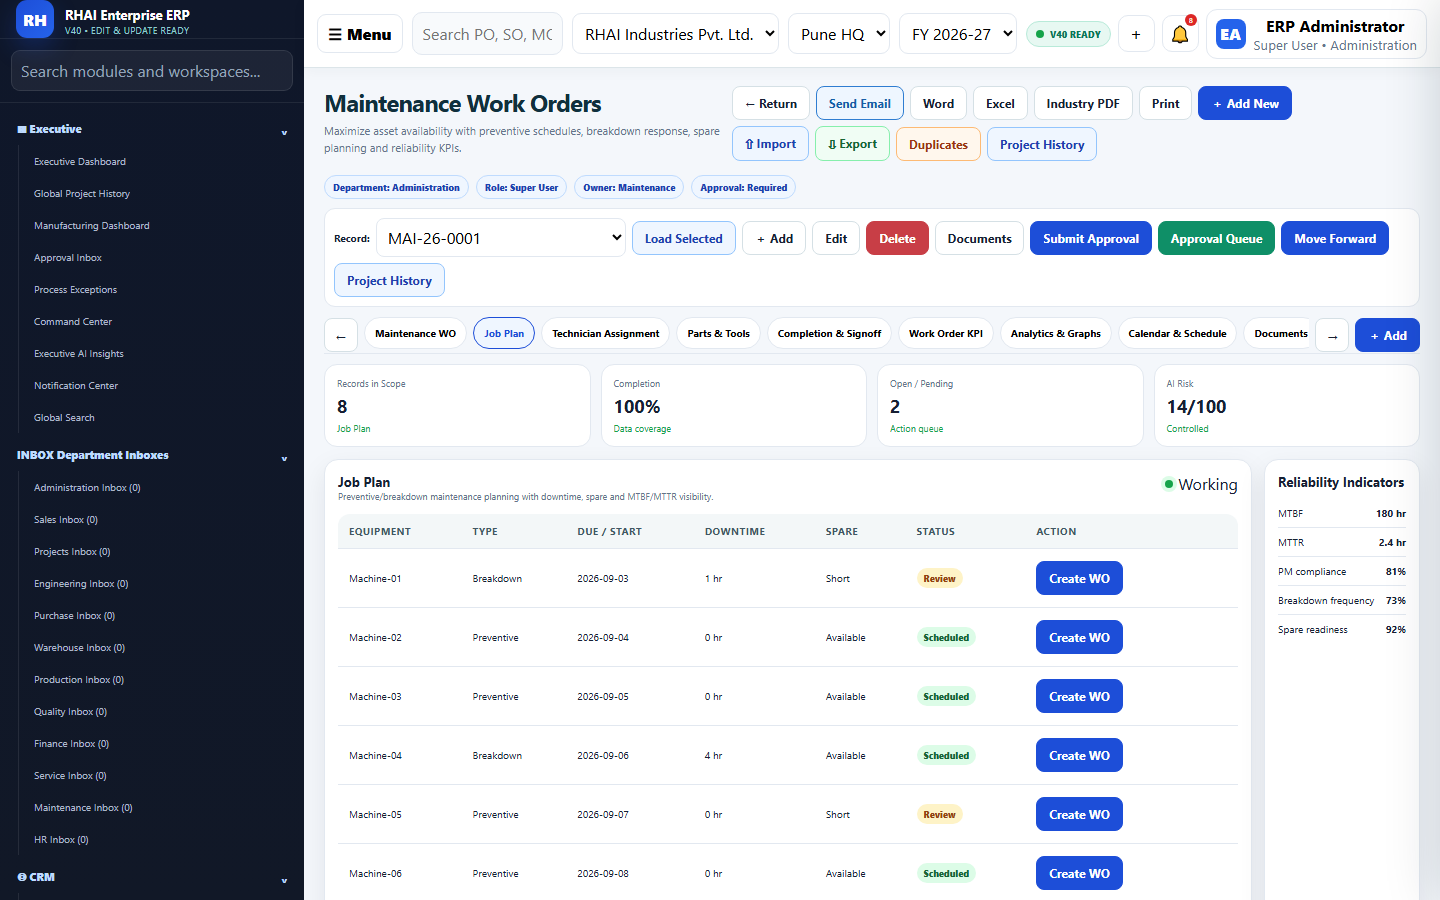 RH
RHAI Enterprise ERP
V40 • EDIT & UPDATE READY
Search modules and workspaces...
Executive
Executive Dashboard
Global Project History
Manufacturing Dashboard
Approval Inbox
Process Exceptions
Command Center
Executive AI Insights
Notification Center
Global Search
INBOX Department Inboxes
Administration Inbox (0)
Sales Inbox (0)
Projects Inbox (0)
Engineering Inbox (0)
Purchase Inbox (0)
Warehouse Inbox (0)
Production Inbox (0)
Quality Inbox (0)
Finance Inbox (0)
Service Inbox (0)
Maintenance Inbox (0)
HR Inbox (0)
CRM
☰ Menu
Search PO, SO, MO
RHAI Industries Pvt. Ltd.
Pune HQ
FY 2026-27
V40 READY
+
8
EA
ERP Administrator
Super User • Administration
Maintenance Work Orders
Maximize asset availability with preventive schedules, breakdown response, spare
planning and reliability KPIs.
← Return
Send Email
Word
Excel
Industry PDF
Print
+ Add New
⇧ Import
⇩ Export
Duplicates
Project History
Department: Administration
Role: Super User
Owner: Maintenance
Approval: Required
Record:
MAI-26-0001
Load Selected
+ Add
Edit
Delete
Documents
Submit Approval
Approval Queue
Move Forward
Project History
←
Maintenance WO
Job Plan
Technician Assignment
Parts & Tools
Completion & Signoff
Work Order KPI
Analytics & Graphs
Calendar & Schedule
Documents
→
+ Add
Records in Scope
8
Job Plan
Completion
100%
Data coverage
Open / Pending
2
Action queue
AI Risk
14/100
Controlled
Job Plan
Preventive/breakdown maintenance planning with downtime, spare and MTBF/MTTR visibility.
Working
EQUIPMENT TYPE DUE / START DOWNTIME SPARE STATUS ACTION
Machine-01 Breakdown 2026-09-03 1 hr Short Review Create WO
Machine-02 Preventive 2026-09-04 0 hr Available Scheduled Create WO
Machine-03 Preventive 2026-09-05 0 hr Available Scheduled Create WO
Machine-04 Breakdown 2026-09-06 4 hr Available Scheduled Create WO
Machine-05 Preventive 2026-09-07 0 hr Short Review Create WO
Machine-06 Preventive 2026-09-08 0 hr Available Scheduled Create WO
Reliability Indicators
MTBF 180 hr
MTTR 2.4 hr
PM compliance 81%
Breakdown frequency 73%
Spare readiness 92%